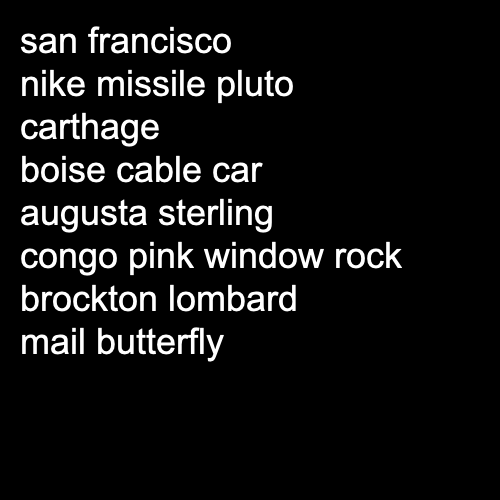 san francisco
nike missile pluto
carthage
boise cable car
augusta sterling
congo pink window rock
brockton lombard
mail butterfly